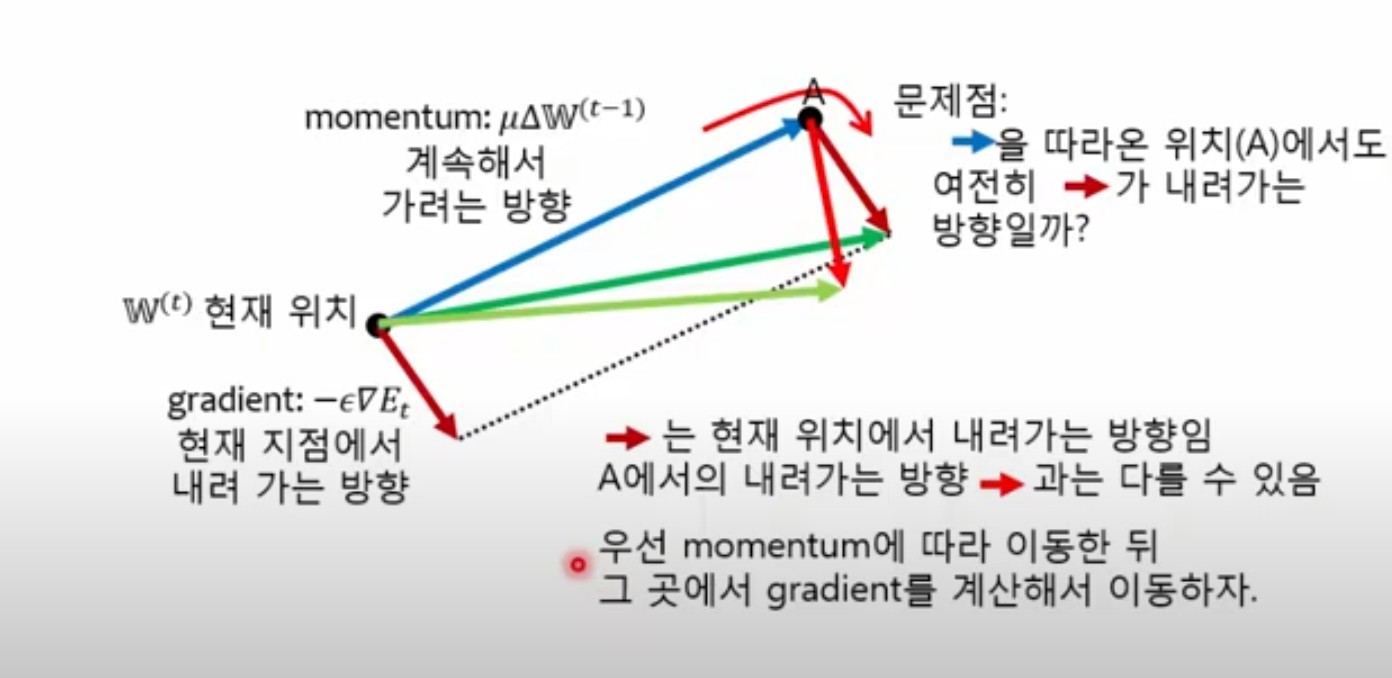 A
momentum: μΔ𝕎^(t−1)
계속해서
가려는 방향
문제점:
을 따라온 위치(A)에서도
여전히 가 내려가는
방향일까?
𝕎^(t) 현재 위치
gradient: −ϵ∇E_t
현재 지점에서
내려 가는 방향
는 현재 위치에서 내려가는 방향임
A에서의 내려가는 방향 과는 다를 수 있음
우선 momentum에 따라 이동한 뒤
그 곳에서 gradient를 계산해서 이동하자.